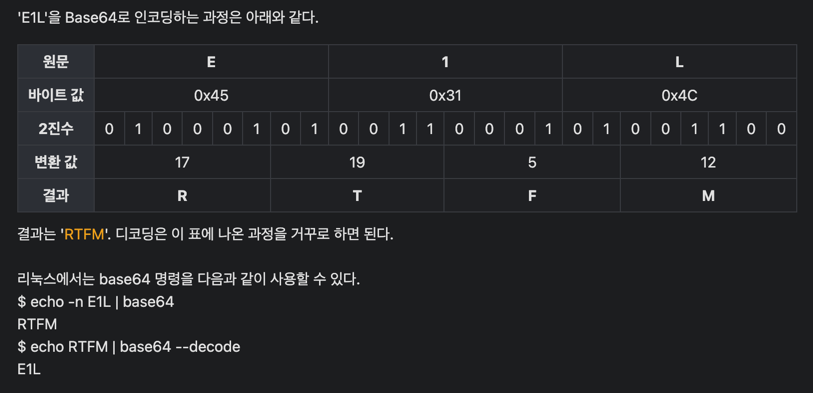 'E1L'을 Base64로 인코딩하는 과정은 아래와 같다.
원문 E 1 L
바이트 값 0x45 0x31 0x4C
2진수 0 1 0 0 0 1 0 1 0 0 1 1 0 0 0 1 0 1 0 0 1 1 0 0
변환 값 17 19 5 12
결과 R T F M
결과는 'RTFM'. 디코딩은 이 표에 나온 과정을 거꾸로 하면 된다.
리눅스에서는 base64 명령을 다음과 같이 사용할 수 있다.
$ echo -n E1L | base64
RTFM
$ echo RTFM | base64 --decode
E1L